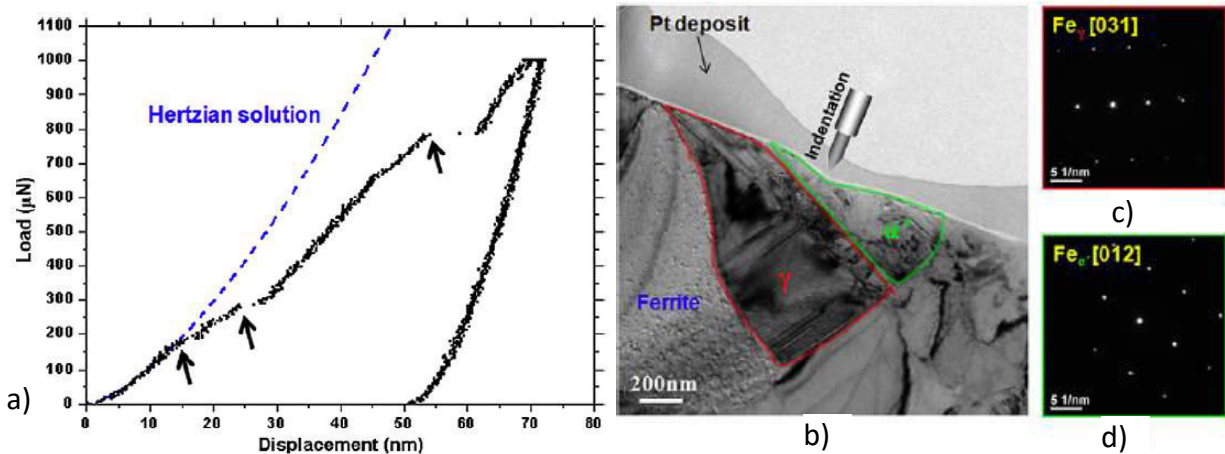 1100
1000
900
800
700
600
500
400
300
200
100
0
Load (µN)
Hertzian solution
0 10 20 30 40 50 60 70 80
Displacement (nm)
a)
Pt deposit
Indentation
α'
γ
Ferrite
200nm
b)
Feγ [031]
5 1/nm
c)
Feα' [012]
5 1/nm
d)